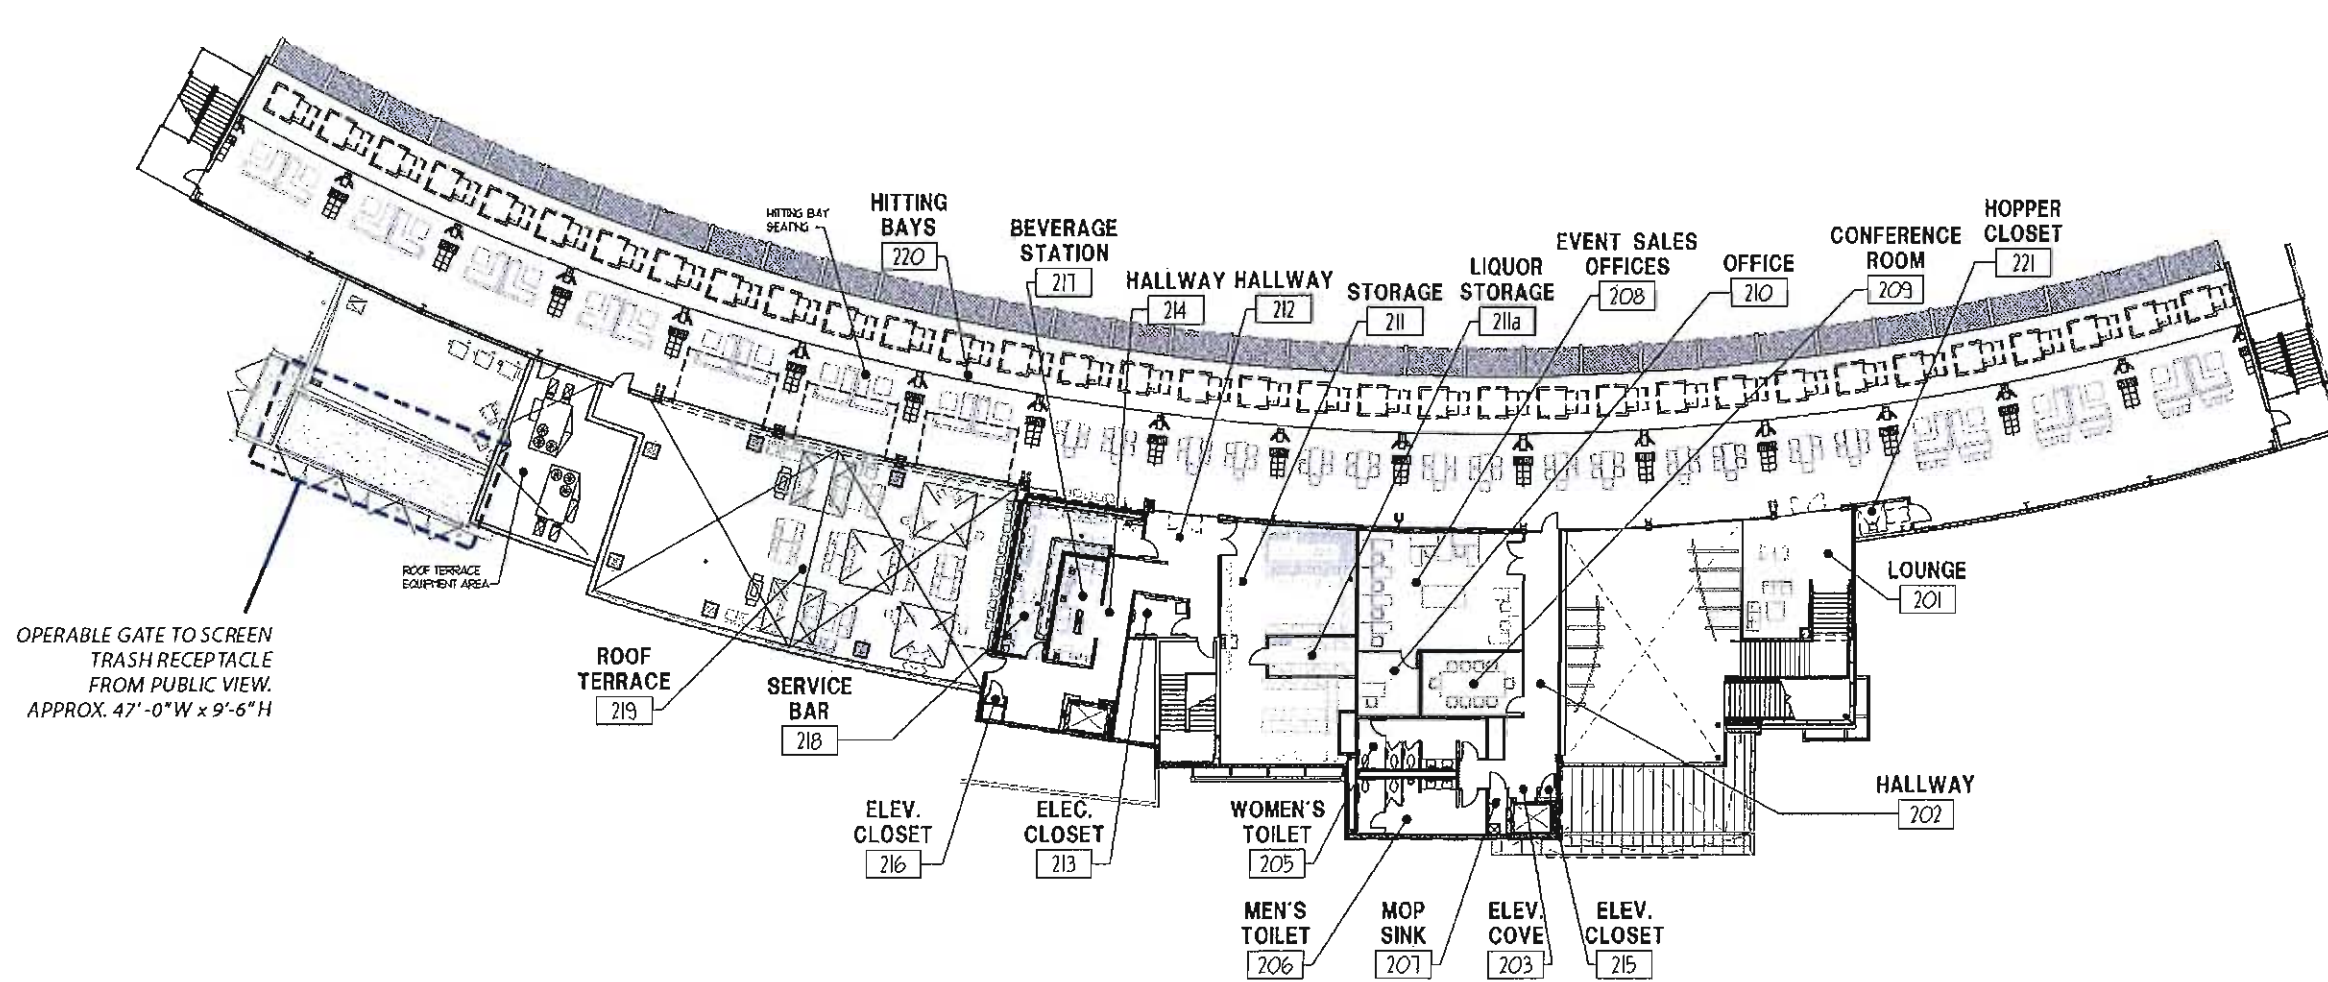 HITTING BAY
SEATING
HITTING
BAYS
220
BEVERAGE
STATION
217
HALLWAY
214
HALLWAY
212
STORAGE
211
LIQUOR
STORAGE
211a
EVENT SALES
OFFICES
208
OFFICE
210
CONFERENCE
ROOM
209
HOPPER
CLOSET
221
ROOF TERRACE
EQUIPMENT AREA
LOUNGE
201
OPERABLE GATE TO SCREEN
TRASH RECEPTACLE
FROM PUBLIC VIEW.
APPROX. 47'-0" W x 9'-6" H
ROOF
TERRACE
219
SERVICE
BAR
218
ELEV.
CLOSET
216
ELEC.
CLOSET
213
WOMEN'S
TOILET
205
HALLWAY
202
MEN'S
TOILET
206
MOP
SINK
207
ELEV.
COVE
203
ELEV.
CLOSET
215